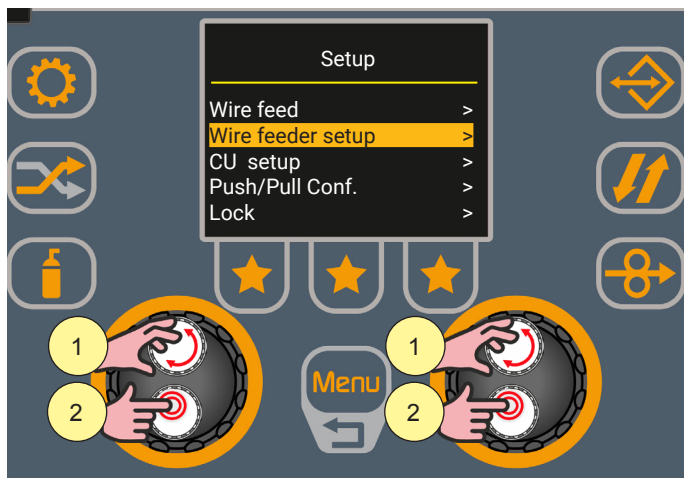 Setup
Wire feed >
Wire feeder setup >
CU setup >
Push/Pull Conf. >
Lock >
1 1
2 Menu 2